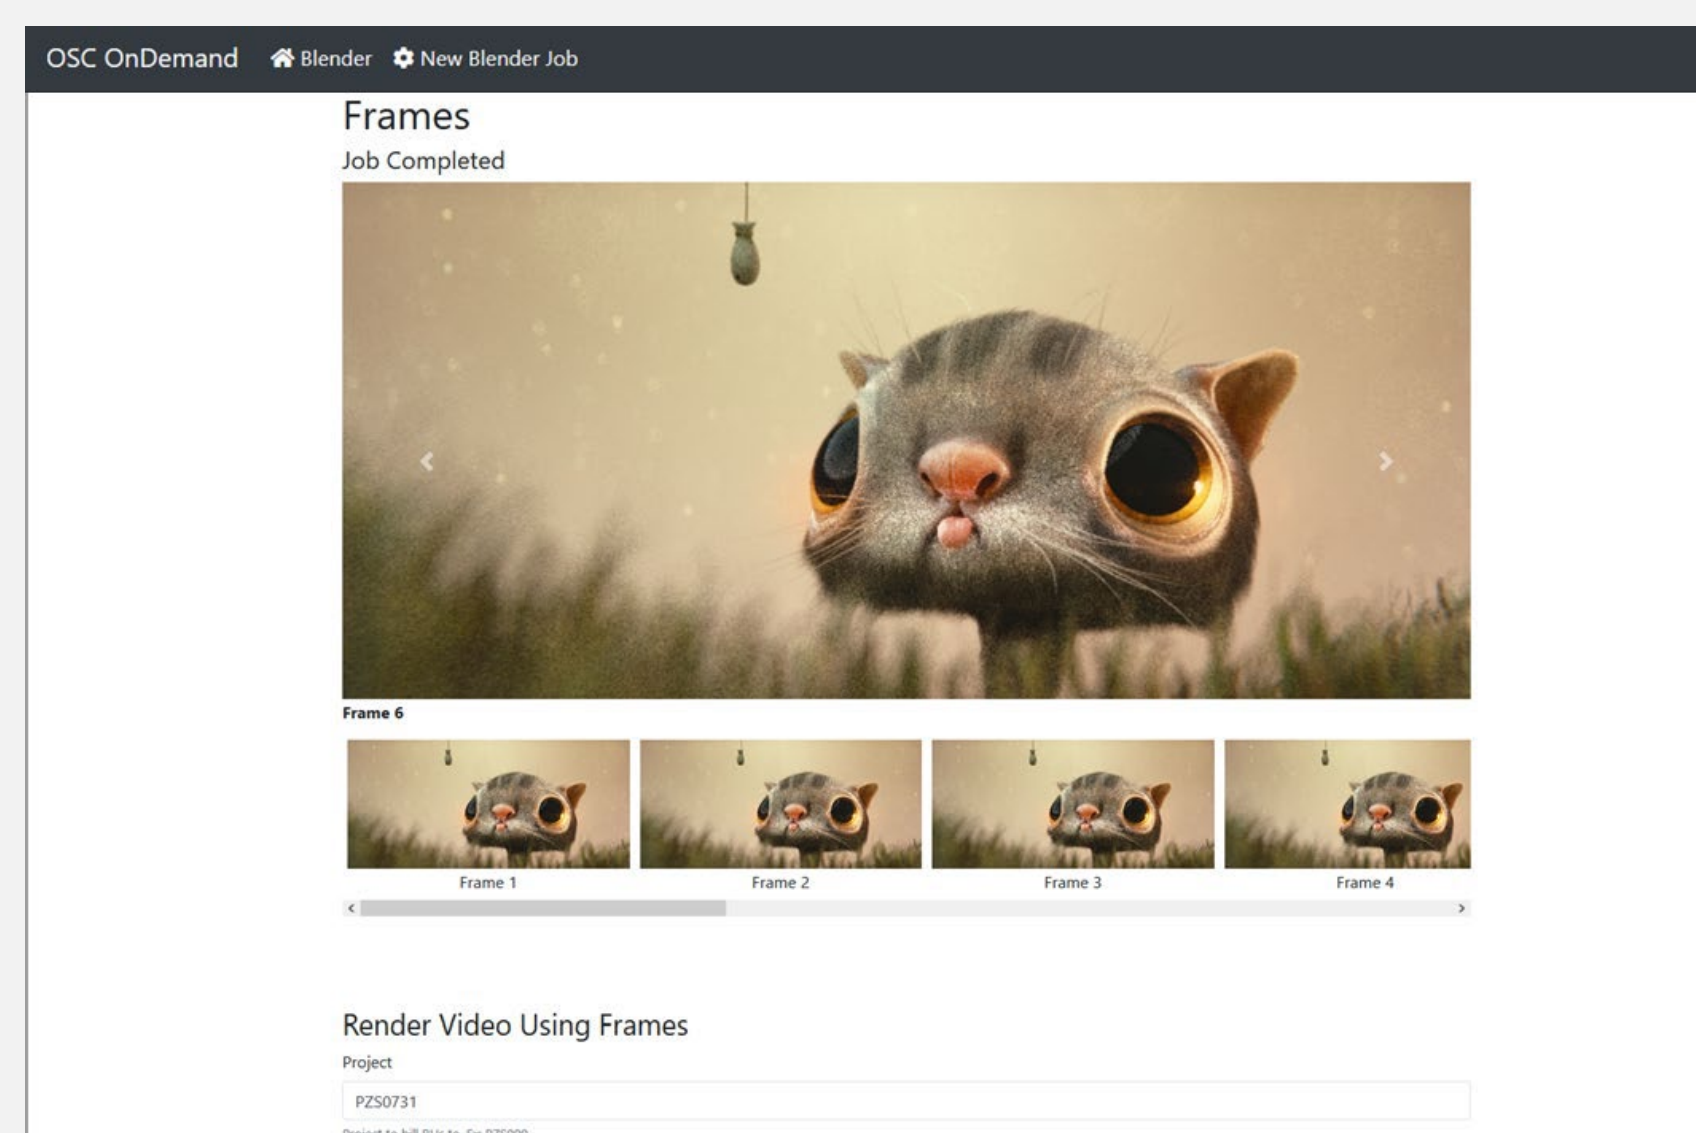 OSC OnDemand Blender New Blender Job
Frames
Job Completed
Frame 6
Frame 1 Frame 2 Frame 3 Frame 4
Render Video Using Frames
Project
PZS0731